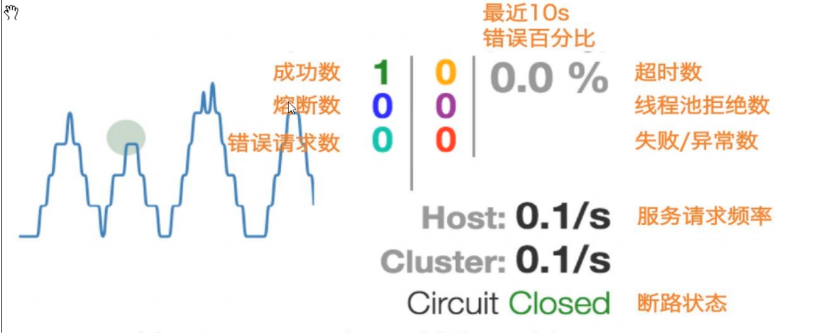 最近10s
错误百分比
成功数 1 0 0.0 % 超时数
熔断数 0 0 线程池拒绝数
错误请求数 0 0 失败/异常数
Host: 0.1/s 服务请求频率
Cluster: 0.1/s
Circuit Closed 断路状态